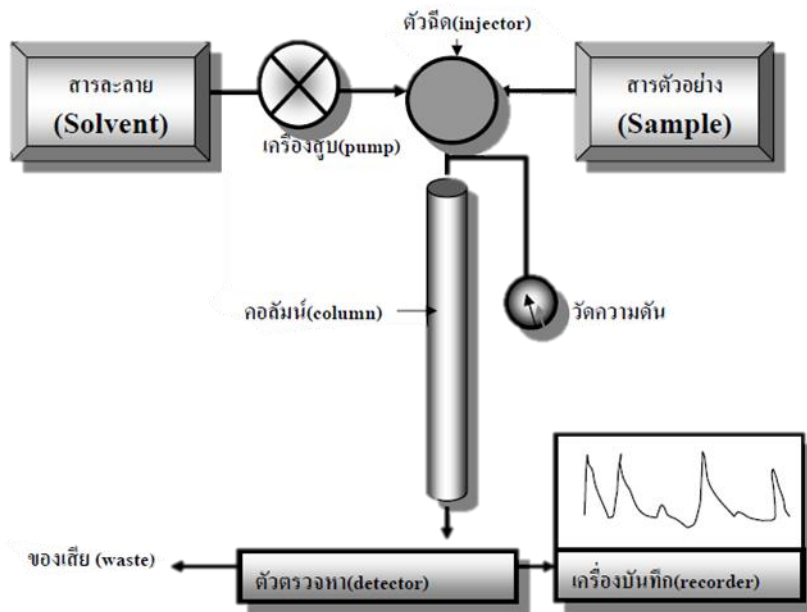 ตัวฉีด(injector)
สารละลาย
(Solvent)
สารตัวอย่าง
(Sample)
เครื่องสูบ(pump)
คอลัมน์(column)
วัดความดัน
ของเสีย (waste)
ตัวตรวจหา(detector)
เครื่องบันทึก(recorder)